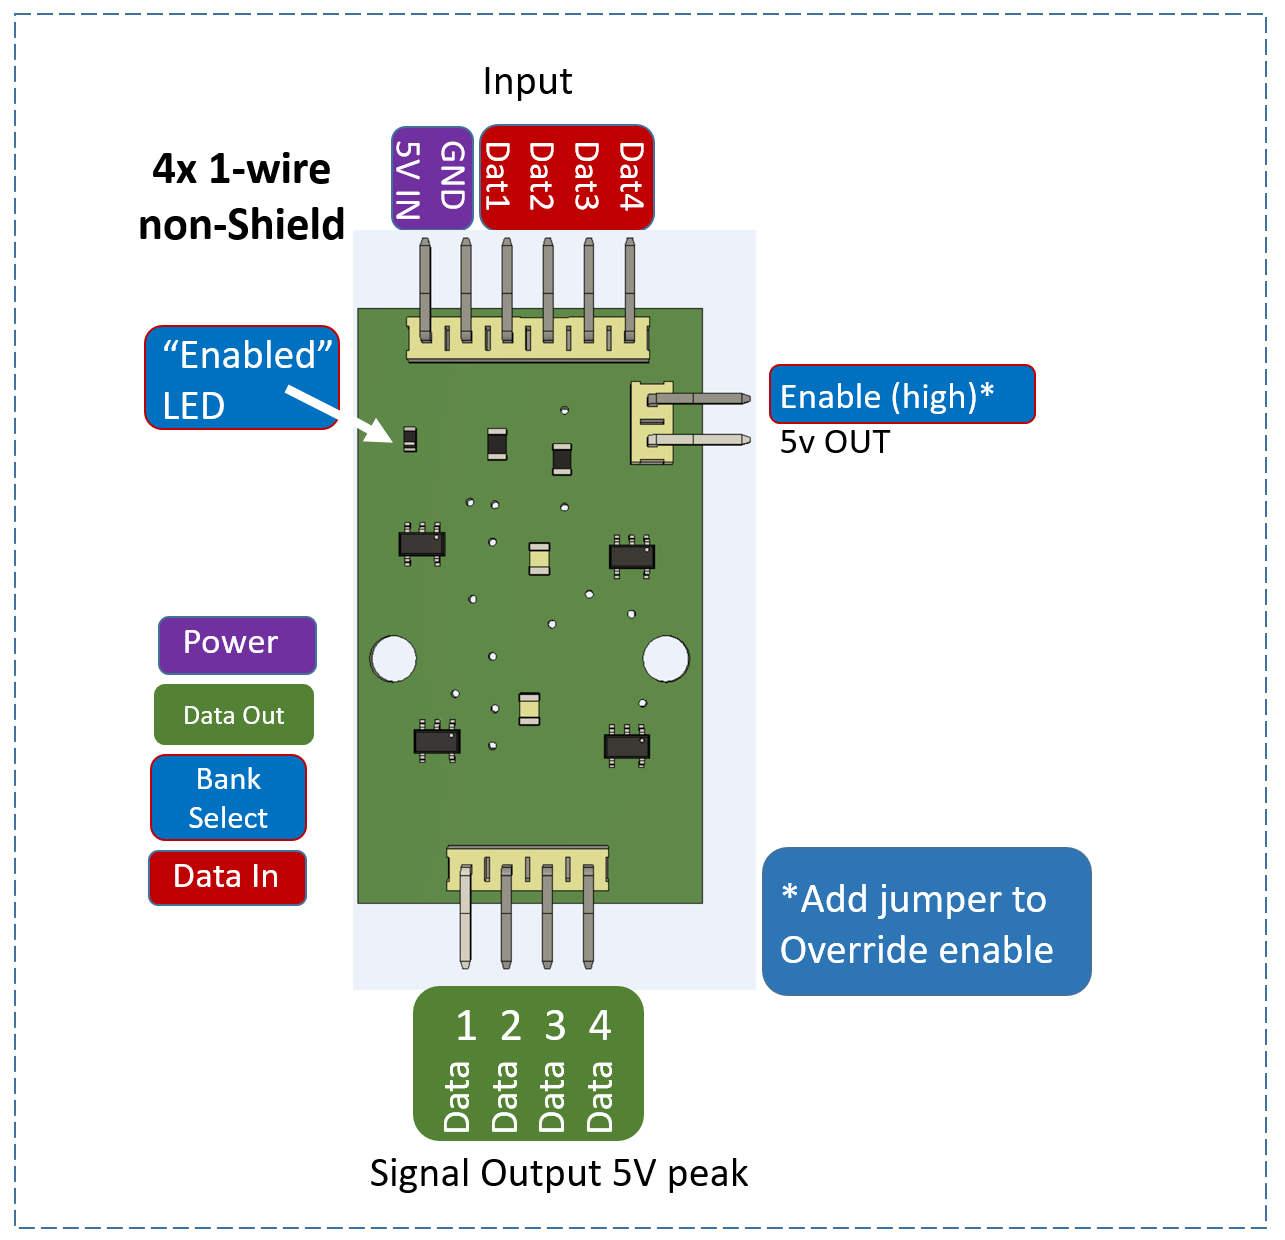 Input
4x 1-wire
non-Shield
5V IN
GND
Dat1
Dat2
Dat3
Dat4
“Enabled”
LED
Enable (high)*
5v OUT
Power
Data Out
Bank
Select
Data In
*Add jumper to
Override enable
1 2 3 4
Data Data Data Data
Signal Output 5V peak